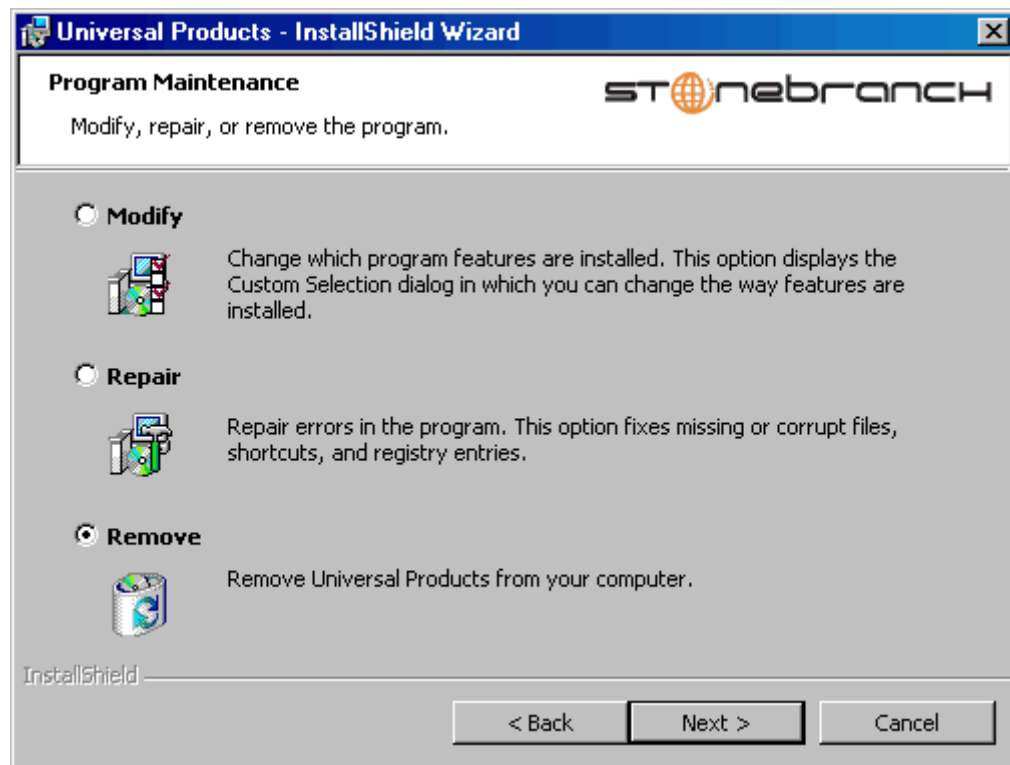 Universal Products - InstallShield Wizard
Program Maintenance
stonebranch
Modify, repair, or remove the program.
Modify
Change which program features are installed. This option displays the
Custom Selection dialog in which you can change the way features are
installed.
Repair
Repair errors in the program. This option fixes missing or corrupt files,
shortcuts, and registry entries.
Remove
Remove Universal Products from your computer.
InstallShield
< Back
Next >
Cancel